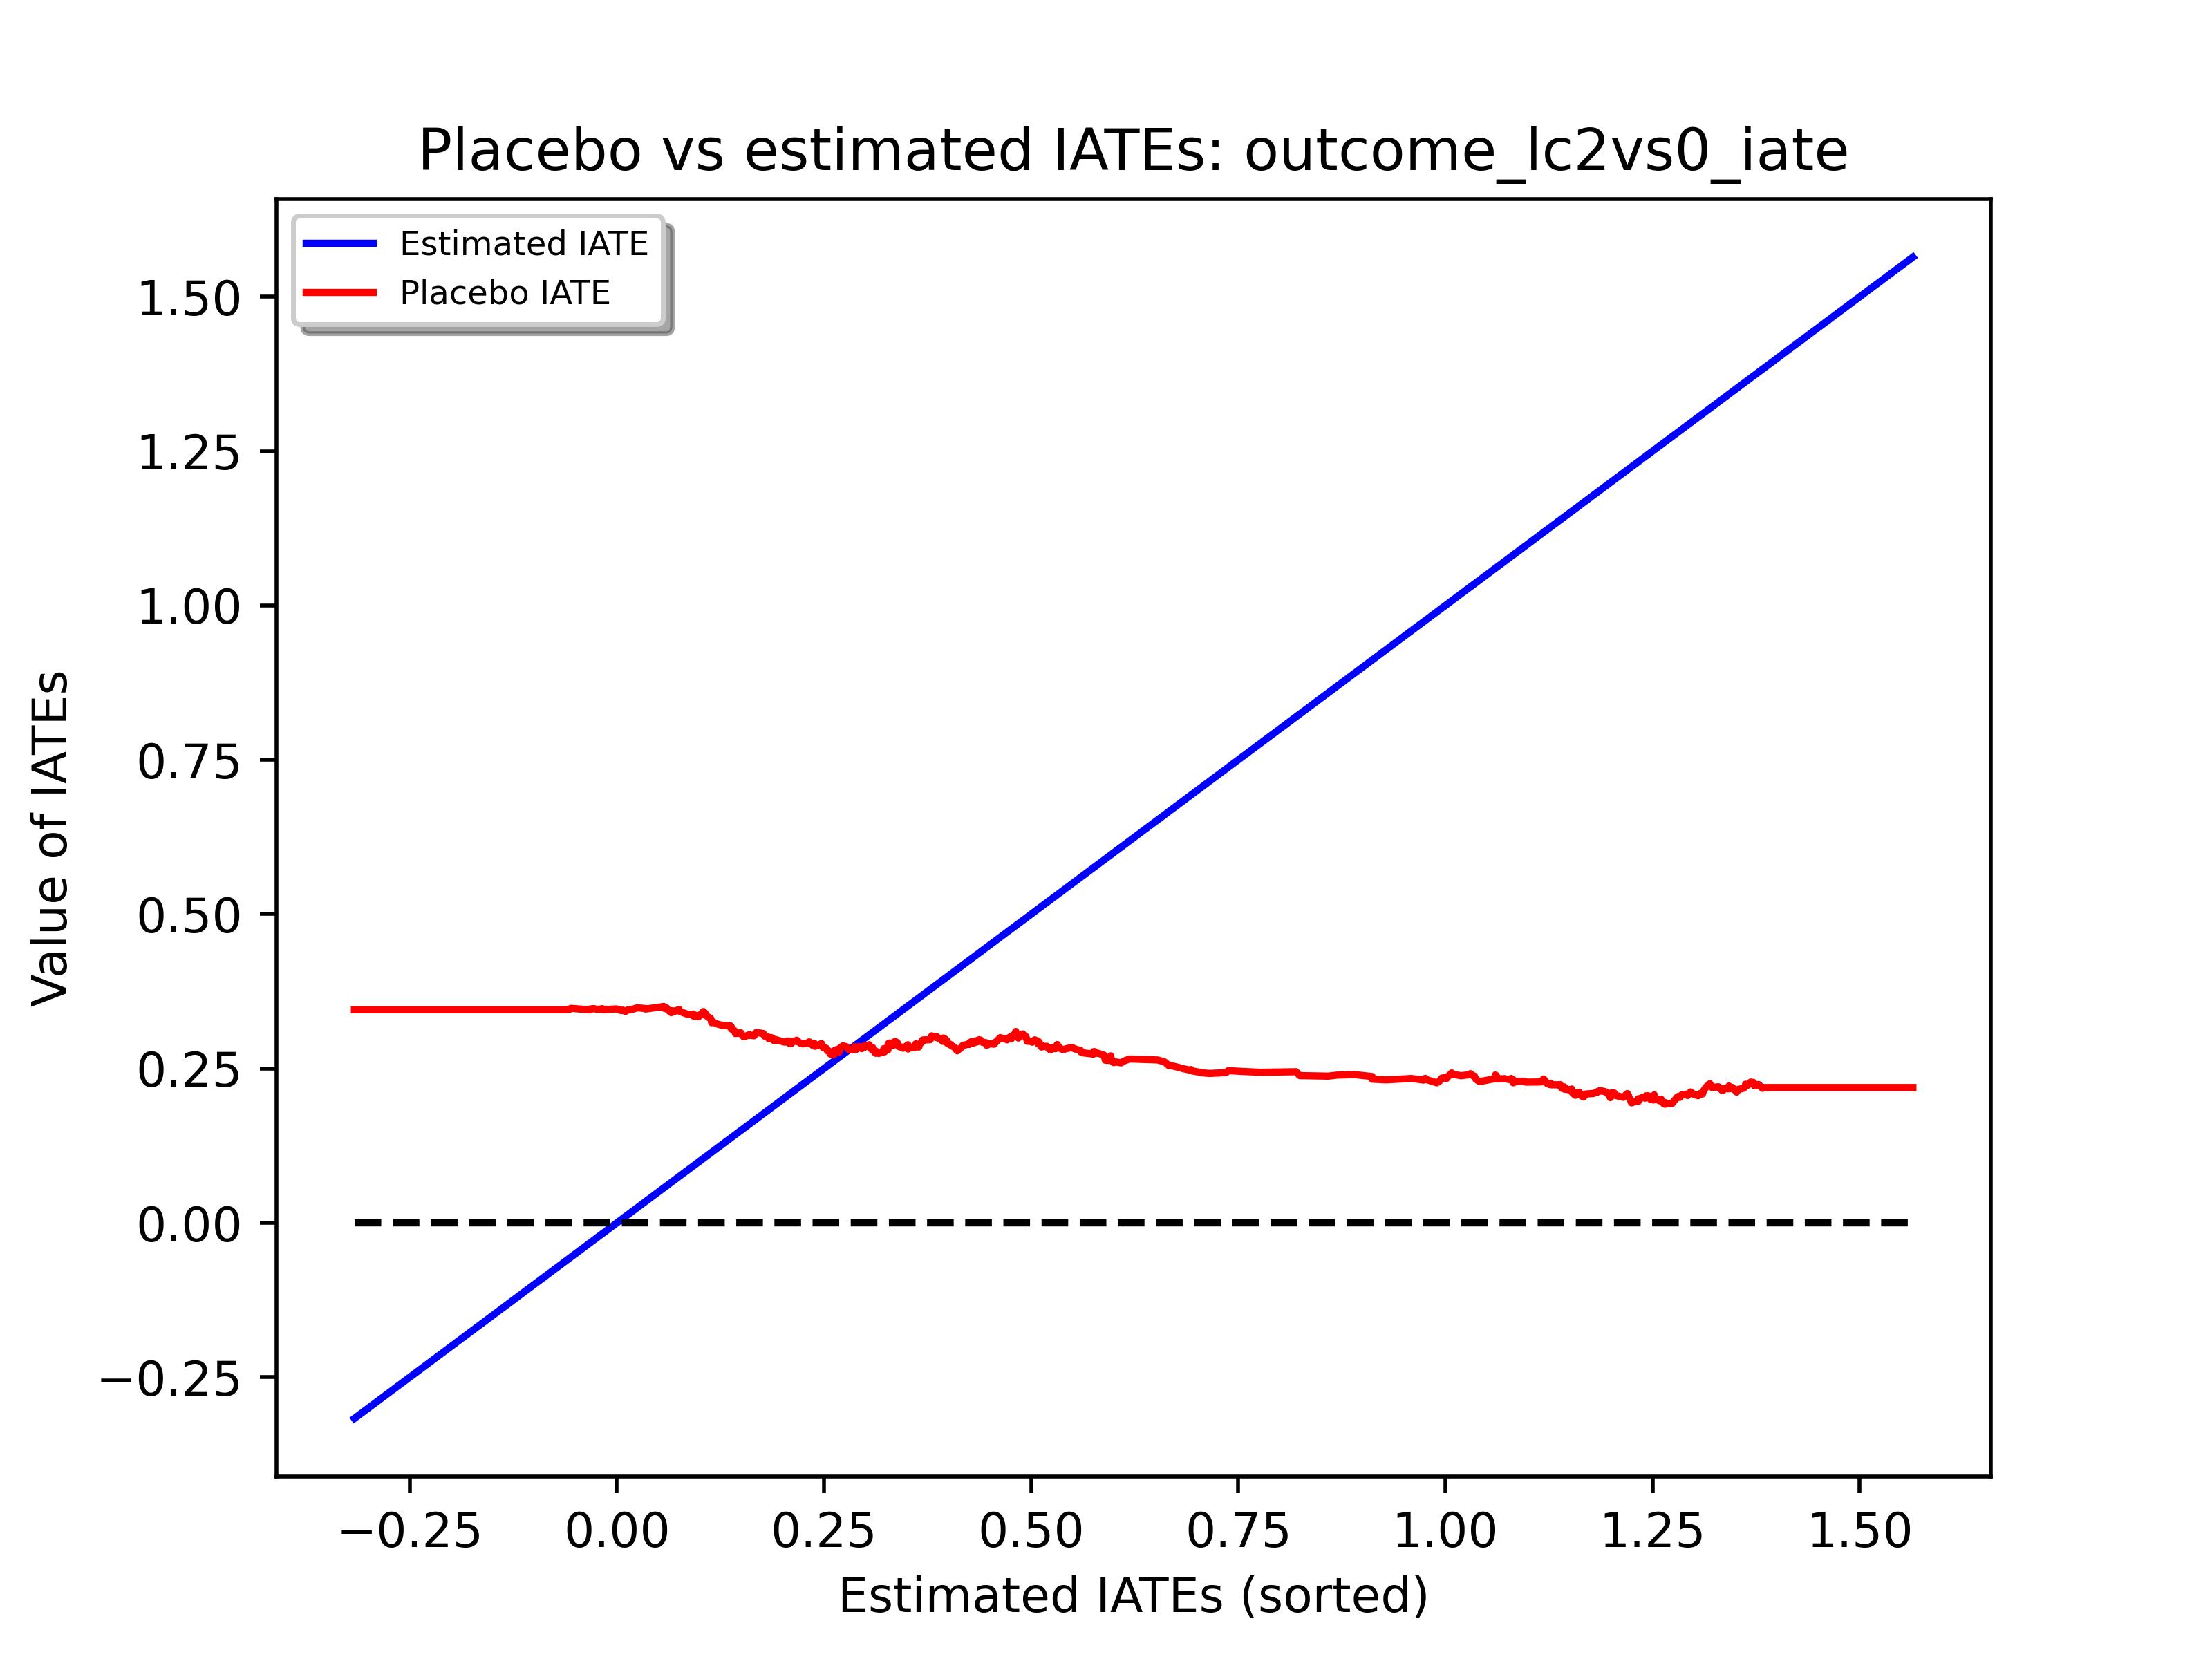 Placebo vs estimated IATEs: outcome_lc2vs0_iate
Estimated IATE
Placebo IATE
1.50
1.25
1.00
0.75
0.50
0.25
0.00
−0.25
Value of IATEs
−0.25 0.00 0.25 0.50 0.75 1.00 1.25 1.50
Estimated IATEs (sorted)